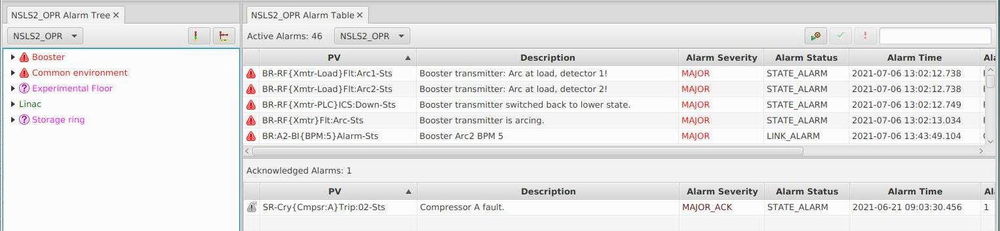 NSLS2_OPR Alarm Tree
NSLS2_OPR Alarm Table
NSLS2_OPR
Active Alarms: 46
NSLS2_OPR
Booster
Common environment
Experimental Floor
Linac
Storage ring
PV Description Alarm Severity Alarm Status Alarm Time
BR-RF{Xmtr-Load}Flt:Arc1-Sts Booster transmitter: Arc at load, detector 1! MAJOR STATE_ALARM 2021-07-06 13:02:12.738
BR-RF{Xmtr-Load}Flt:Arc2-Sts Booster transmitter: Arc at load, detector 2! MAJOR STATE_ALARM 2021-07-06 13:02:12.738
BR-RF{Xmtr-PLC}ICS:Down-Sts Booster transmitter switched back to lower state. MAJOR STATE_ALARM 2021-07-06 13:02:12.749
BR-RF{Xmtr}Flt:Arc-Sts Booster transmitter is arcing. MAJOR STATE_ALARM 2021-07-06 13:02:13.034
BR:A2-BI{BPM:5}Alarm-Sts Booster Arc2 BPM 5 MAJOR LINK_ALARM 2021-07-06 13:43:49.104
Acknowledged Alarms: 1
PV Description Alarm Severity Alarm Status Alarm Time
SR-Cry{Cmpsr:A}Trip:02-Sts Compressor A fault. MAJOR_ACK STATE_ALARM 2021-06-21 09:03:30.456 1